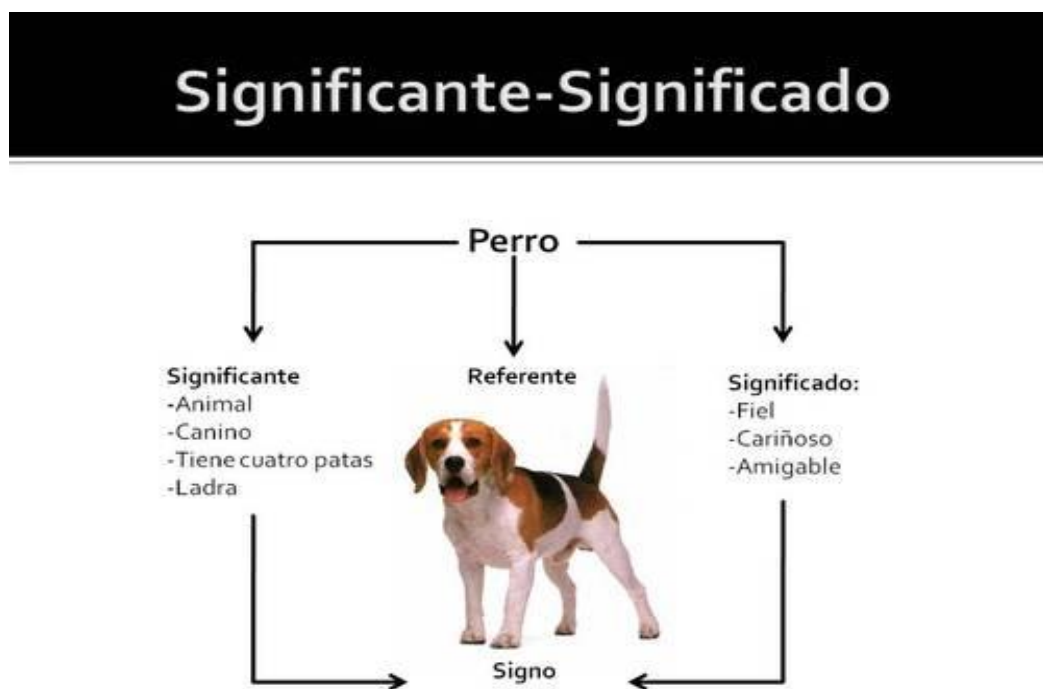 Significante-Significado
Perro
Significante
-Animal
-Canino
-Tiene cuatro patas
-Ladra
Referente
Significado:
-Fiel
-Cariñoso
-Amigable
Signo